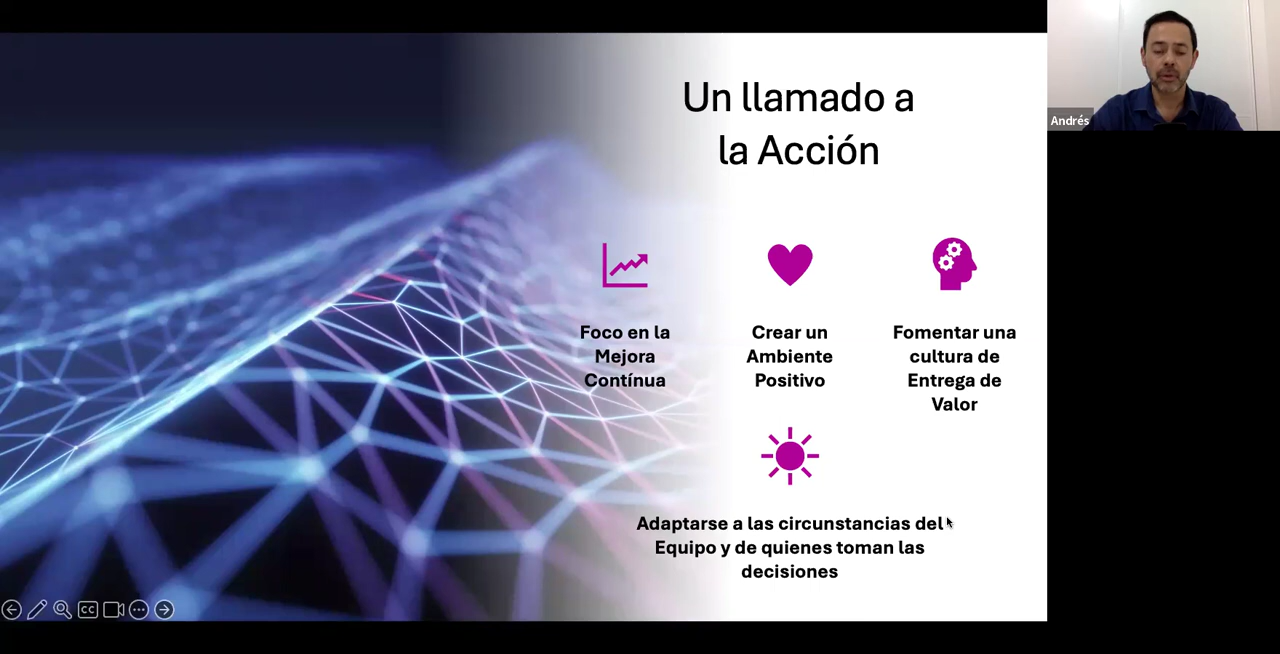 Un llamado a
la Acción
Andrés
Foco en la
Mejora
Contínua
Crear un
Ambiente
Positivo
Fomentar una
cultura de
Entrega de
Valor
Adaptarse a las circunstancias del
Equipo y de quienes toman las
decisiones
CC